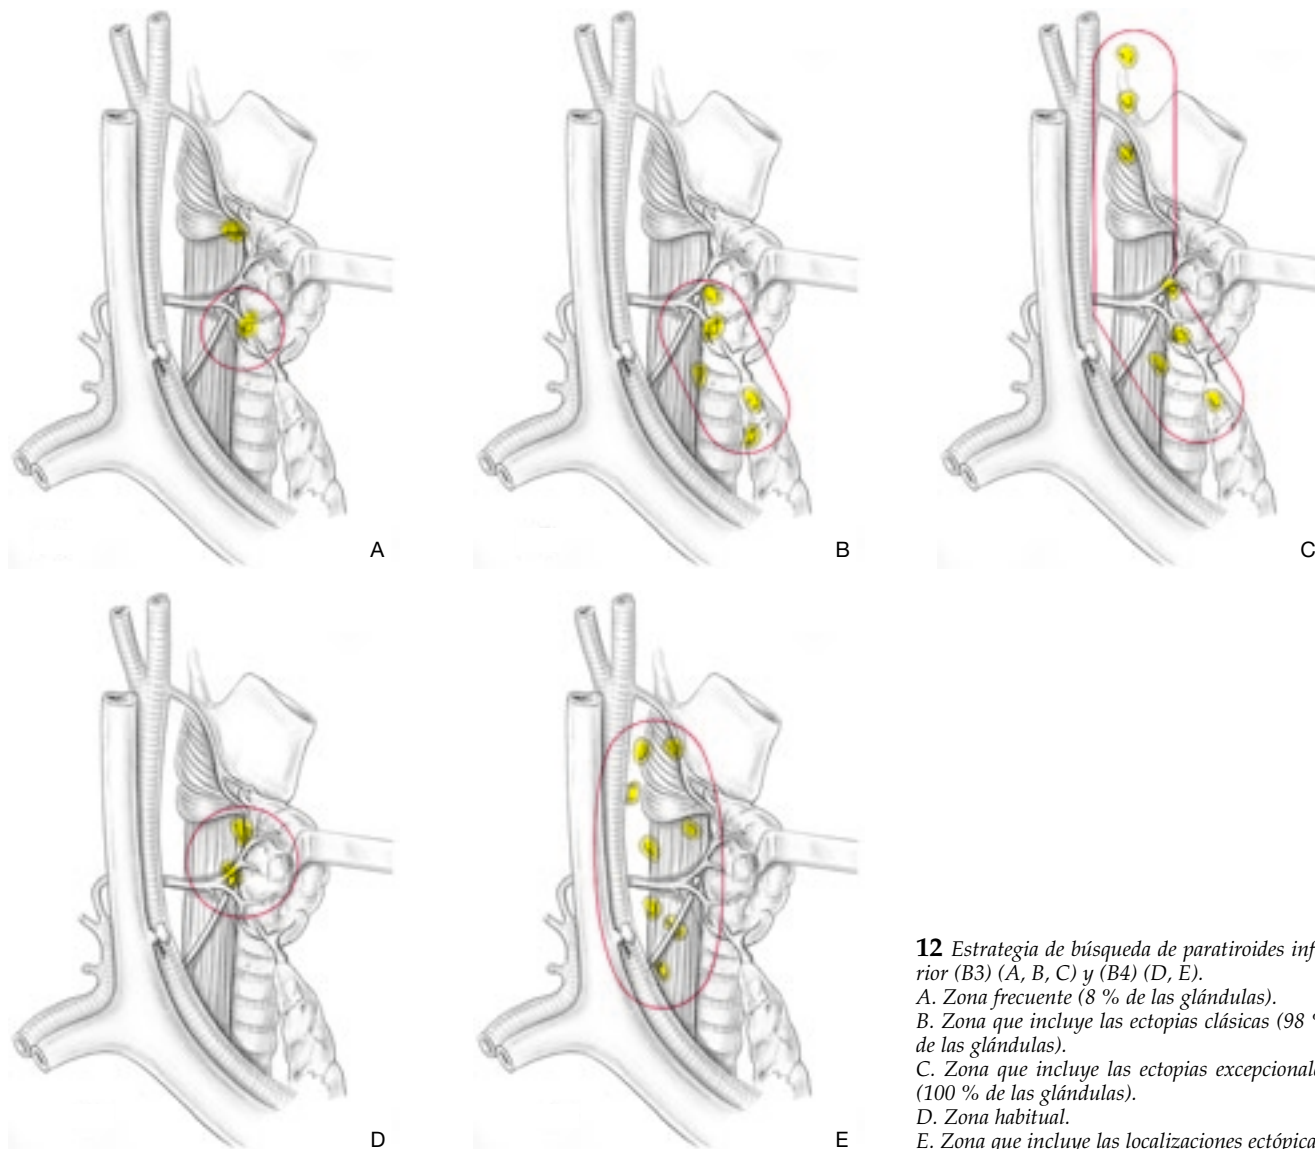 A
B
C
D
E
12 Estrategia de búsqueda de paratiroides infe-
rior (B3) (A, B, C) y (B4) (D, E).
A. Zona frecuente (8 % de las glándulas).
B. Zona que incluye las ectopias clásicas (98 %
de las glándulas).
C. Zona que incluye las ectopias excepcionales
(100 % de las glándulas).
D. Zona habitual.
E. Zona que incluye las localizaciones ectópicas